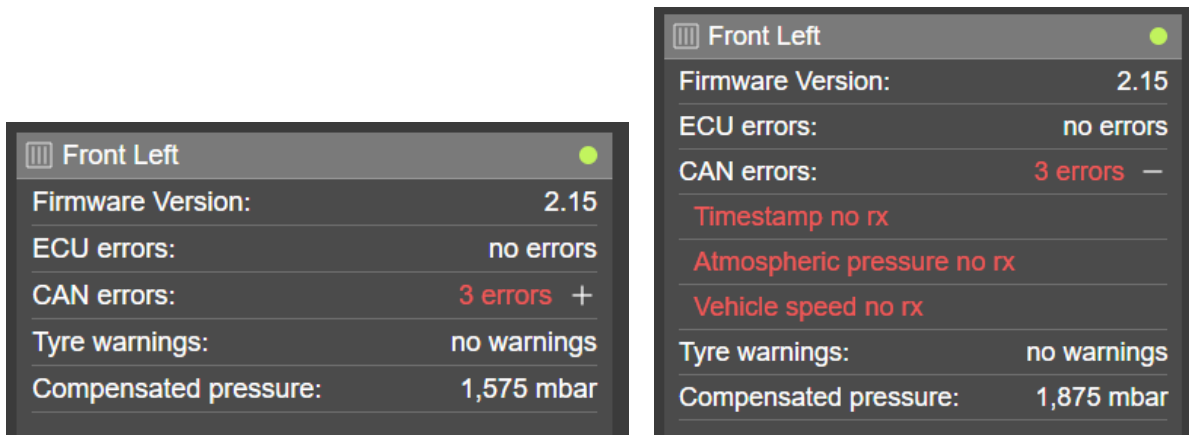 Front Left
Firmware Version: 2.15
ECU errors: no errors
CAN errors: 3 errors +
Tyre warnings: no warnings
Compensated pressure: 1,575 mbar
Front Left
Firmware Version: 2.15
ECU errors: no errors
CAN errors: 3 errors −
Timestamp no rx
Atmospheric pressure no rx
Vehicle speed no rx
Tyre warnings: no warnings
Compensated pressure: 1,875 mbar